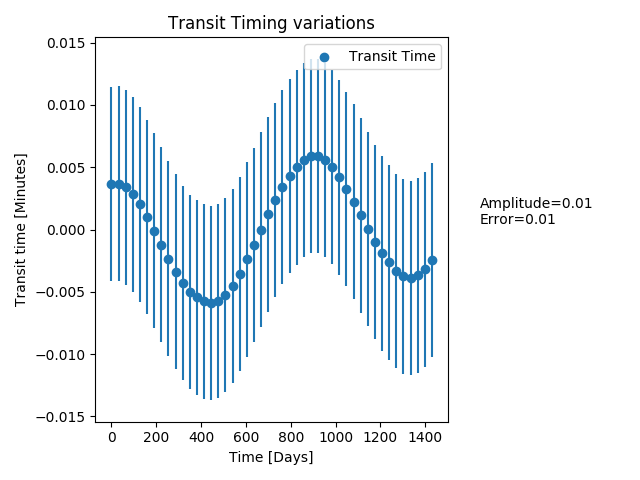 Transit Timing variations
Transit Time
0.015
0.010
0.005
0.000
−0.005
−0.010
−0.015
Transit time [Minutes]
Amplitude=0.01
Error=0.01
0 200 400 600 800 1000 1200 1400
Time [Days]